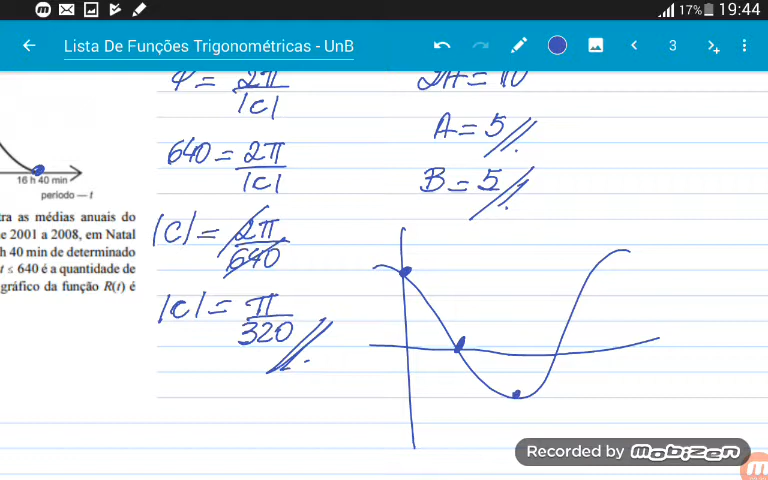 17% 19:44
Lista De Funções Trigonométricas - UnB
3
16 h 40 min
período — t
tra as médias anuais do
e 2001 a 2008, em Natal
h 40 min de determinado
t ≤ 640 é a quantidade de
gráfico da função R(t) é
= 2π
|c|
640 = 2π
|c|
|c| = 2π
640
|c| = π
320
2A = 10
A = 5
B = 5
Recorded by mobizen